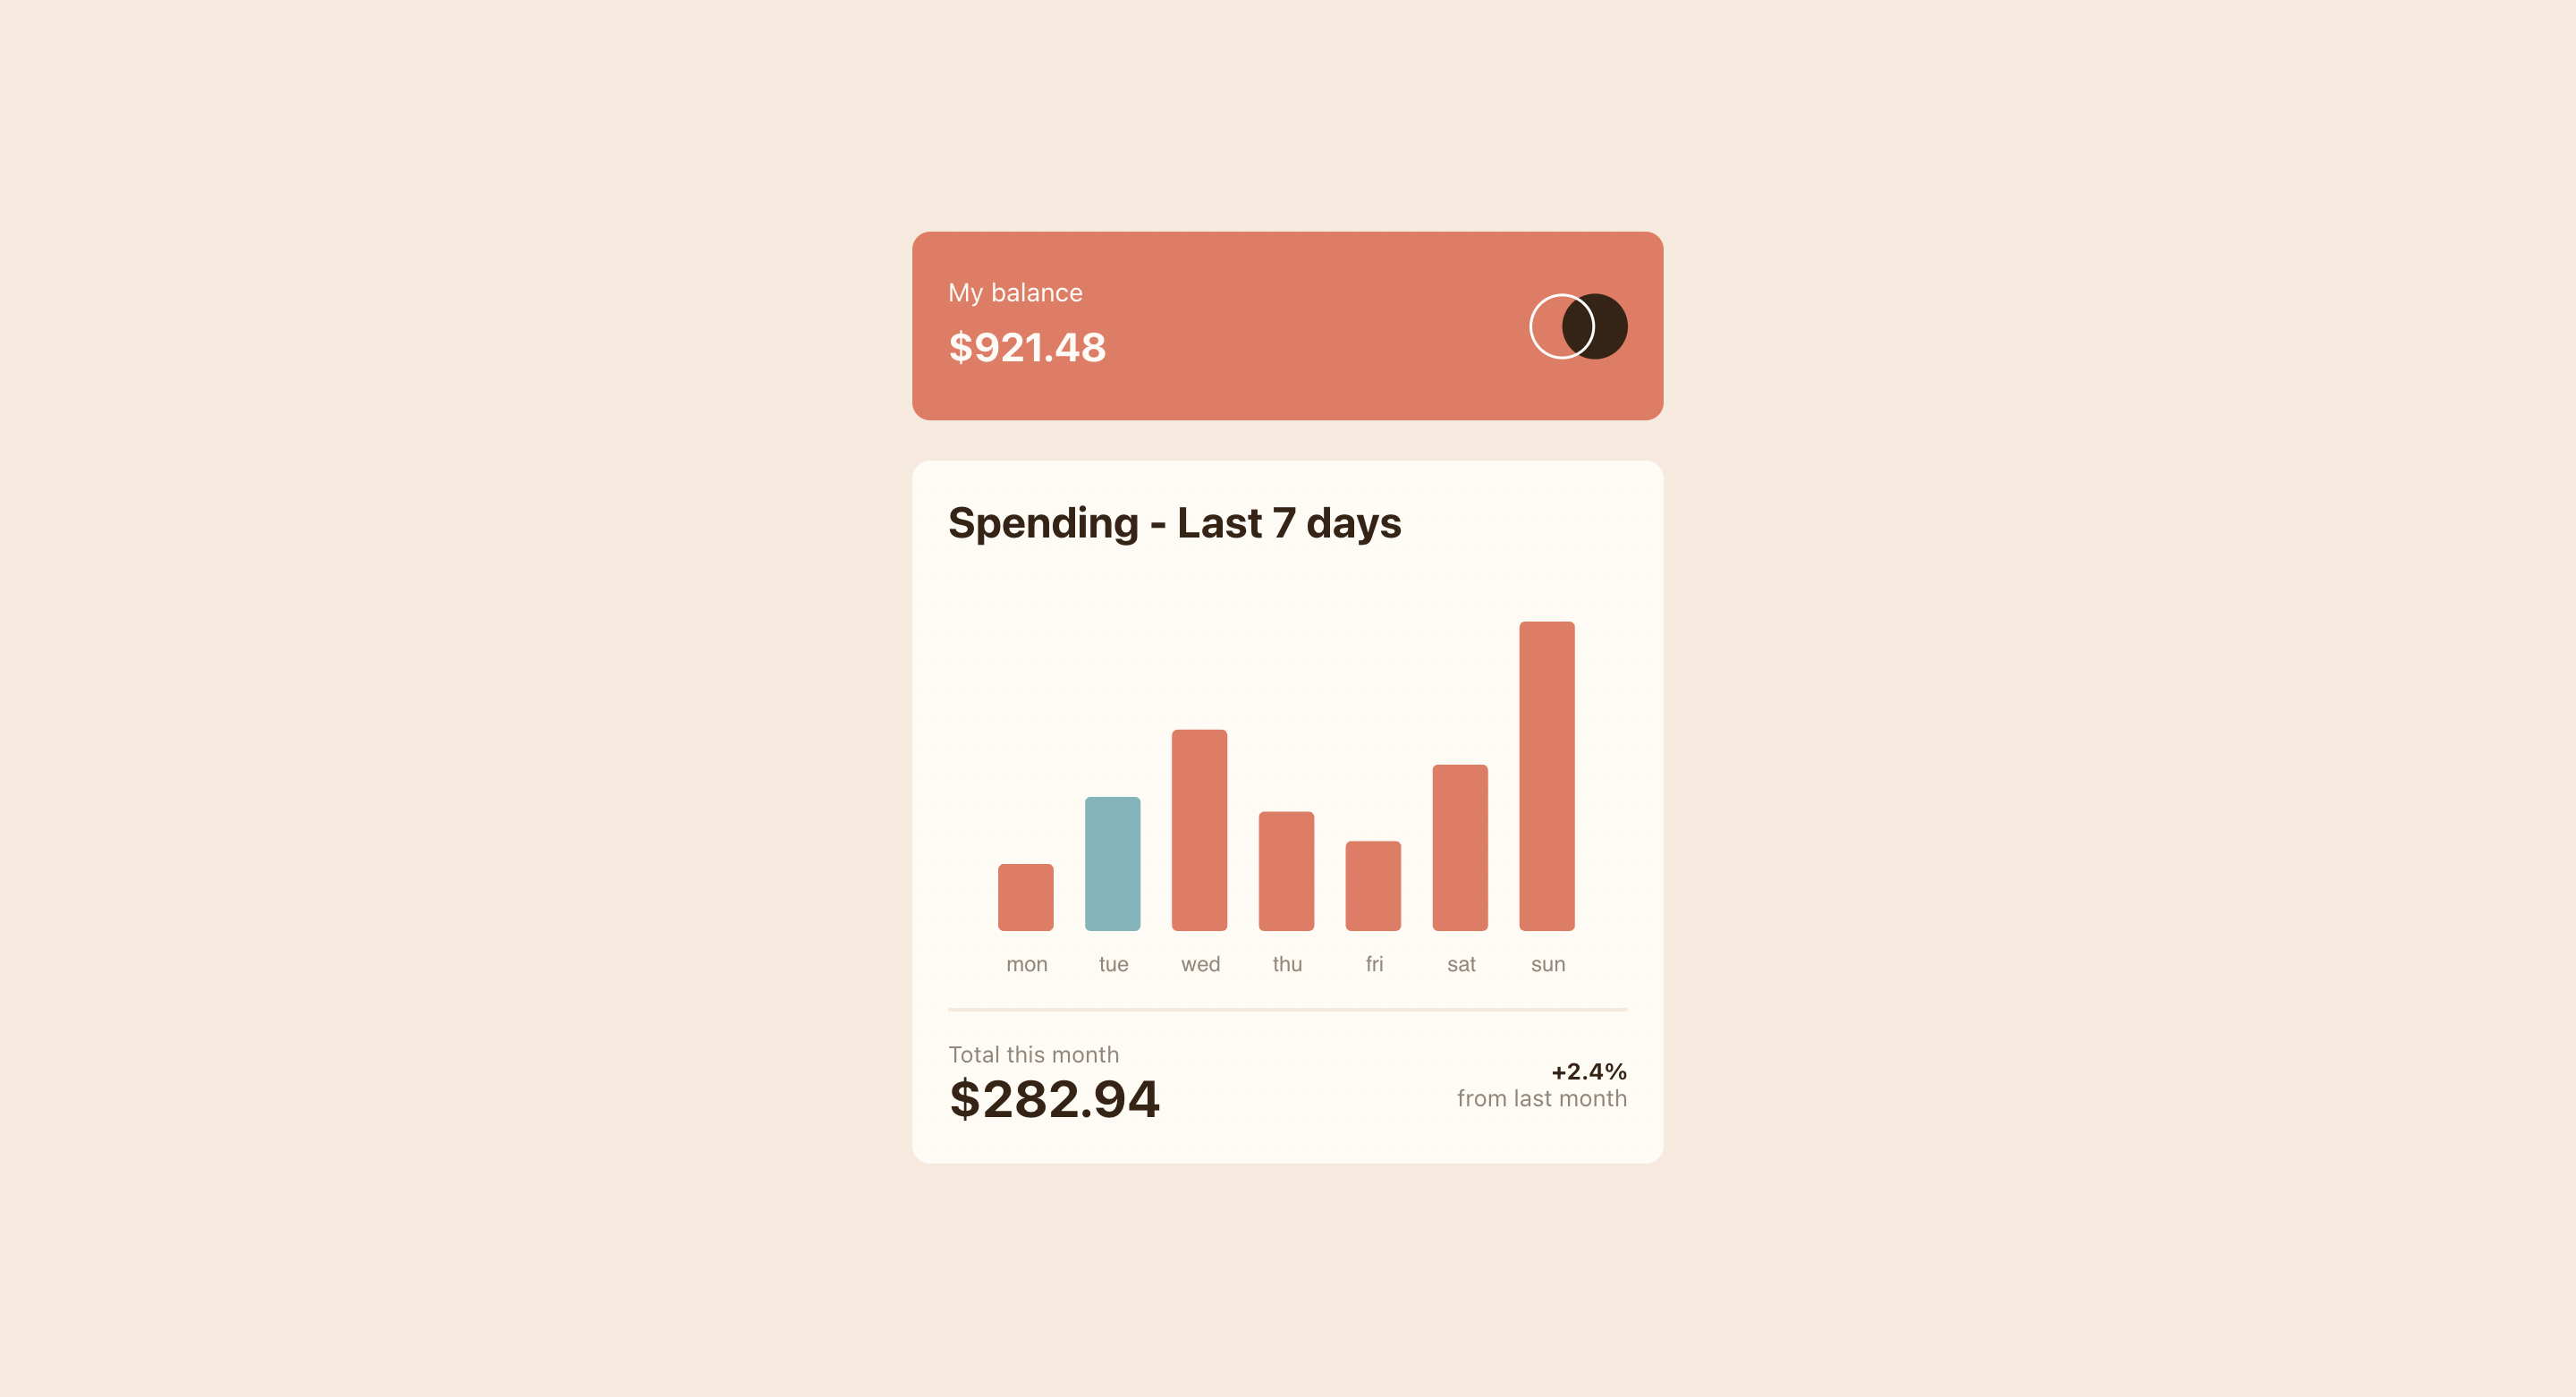 My balance
$921.48
Spending - Last 7 days
mon tue wed thu fri sat sun
Total this month
$282.94
+2.4%
from last month